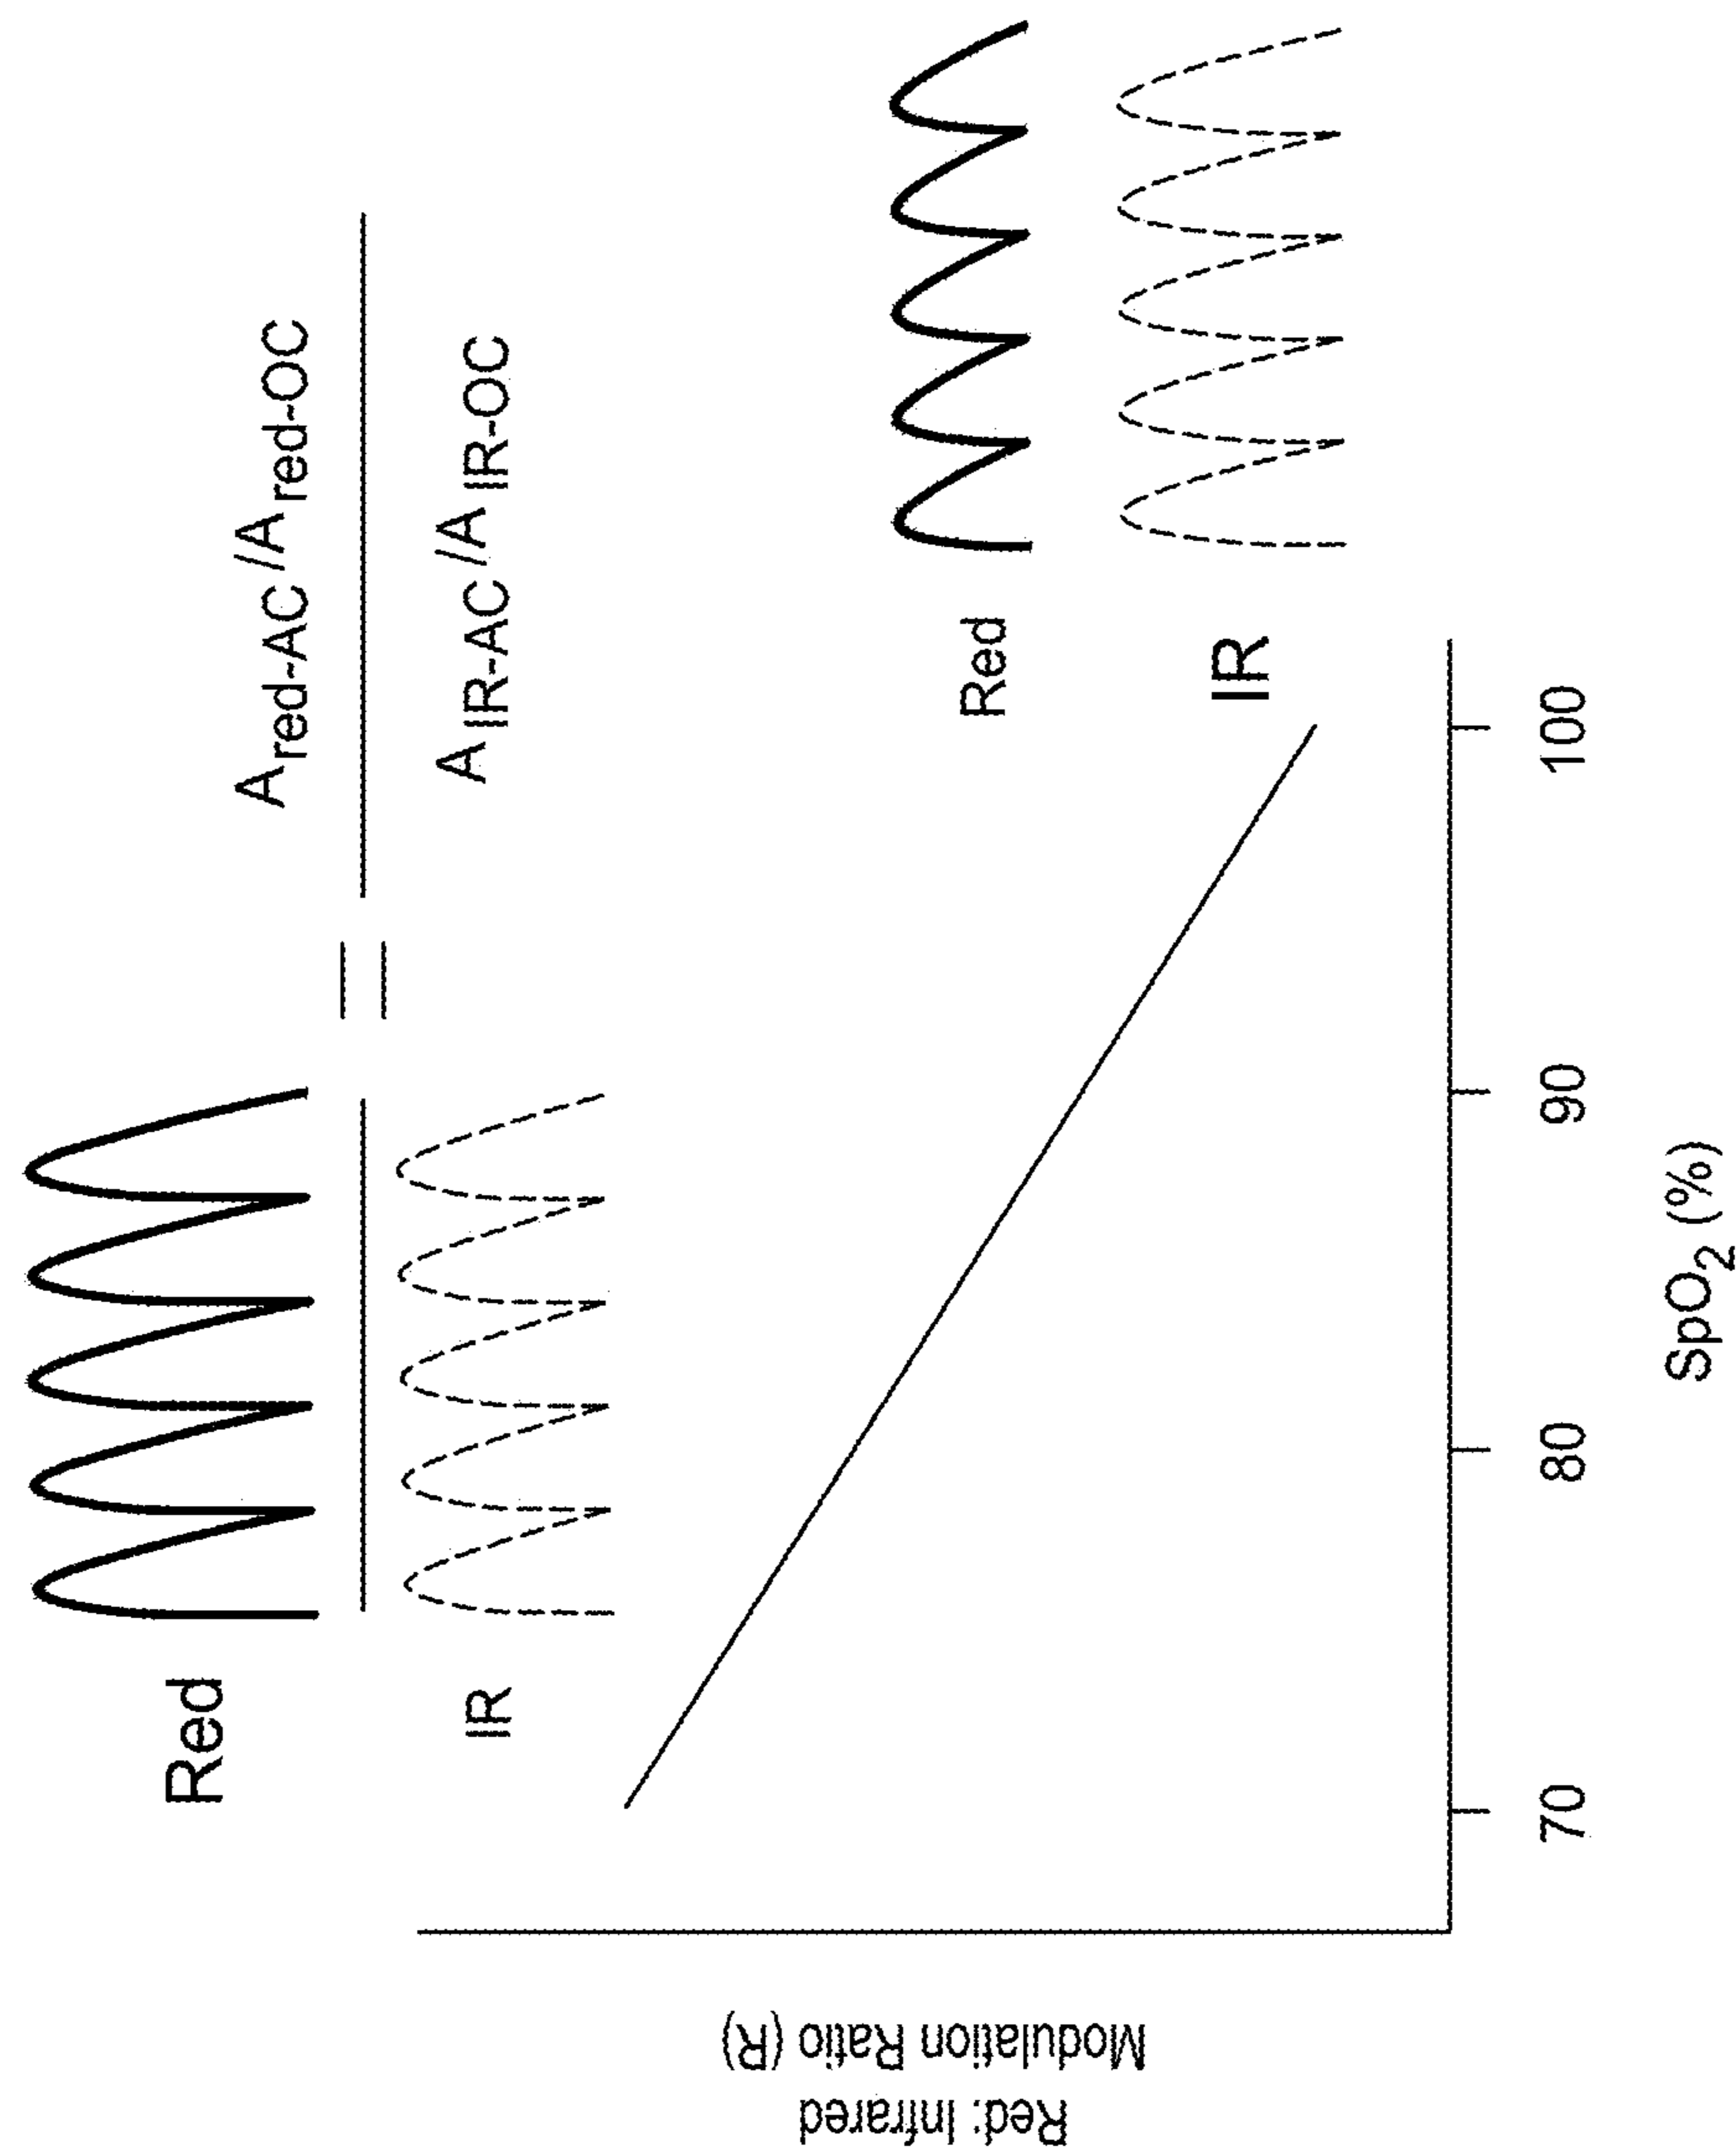 Red
A red-AC/A red-OC
IR
=
A IR-AC/A IR-OC
Red
IR
Red: Infrared
Modulation Ratio (R)
70
80
90
100
SpO₂ (%)